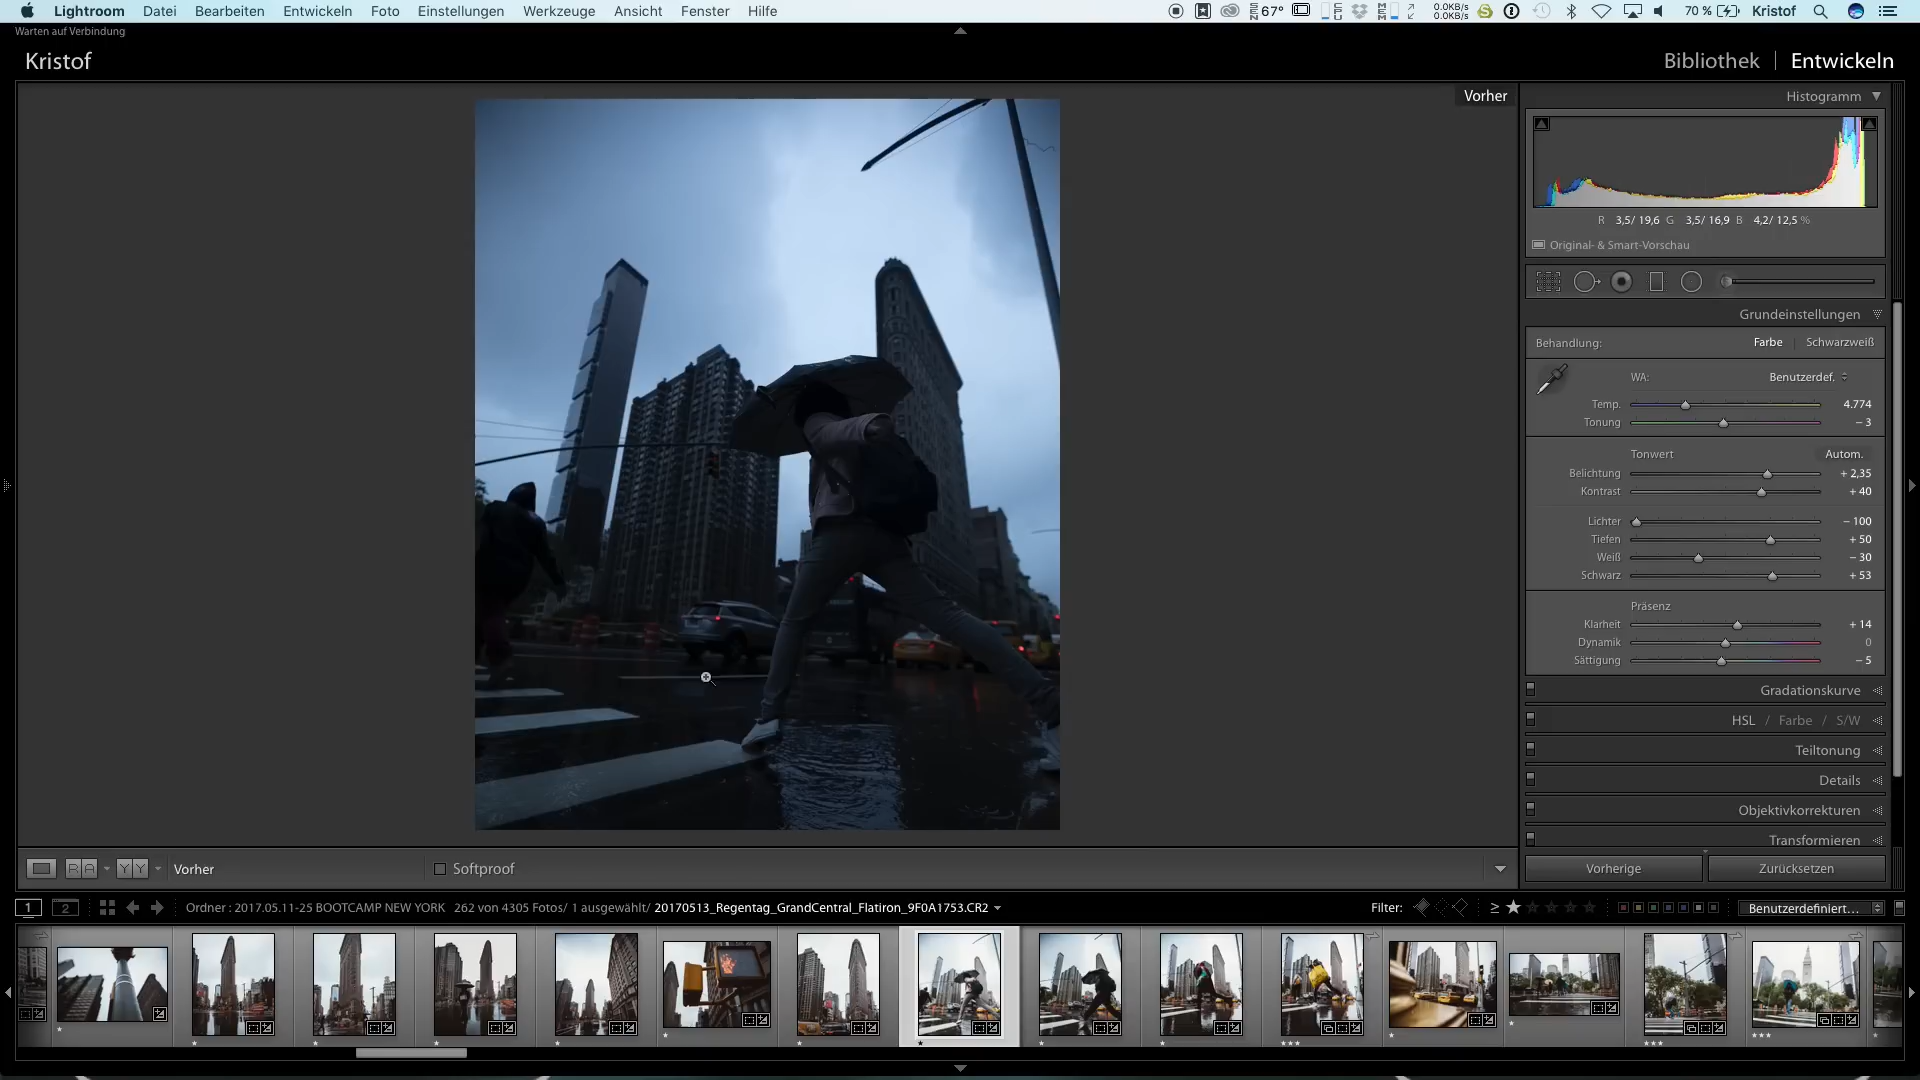 Lightroom Datei Bearbeiten Entwickeln Foto Einstellungen Werkzeuge Ansicht Fenster Hilfe 67° 0.0KB/s 0.0KB/s 70 % Kristof
Warten auf Verbindung
Kristof
Bibliothek | Entwickeln
Vorher
Histogramm
R 3,5/ 19,6 G 3,5/ 16,9 B 4,2/ 12,5 %
Original- & Smart-Vorschau
Grundeinstellungen
Behandlung: Farbe | Schwarzweiß
WA: Benutzerdef.
Temp. 4.774
Tonung – 3
Tonwert Autom.
Belichtung + 2,35
Kontrast + 40
Lichter – 100
Tiefen + 50
Weiß – 30
Schwarz + 53
Präsenz
Klarheit + 14
Dynamik 0
Sättigung – 5
Gradationskurve
HSL / Farbe / S/W
Teiltonung
Details
Objektivkorrekturen
Transformieren
R A Y Y Vorher Softproof
Vorherige Zurücksetzen
1 2 Ordner : 2017.05.11-25 BOOTCAMP NEW YORK 262 von 4305 Fotos/ 1 ausgewählt/ 20170513_Regentag_GrandCentral_Flatiron_9F0A1753.CR2 Filter: ≥ Benutzerdefiniert...